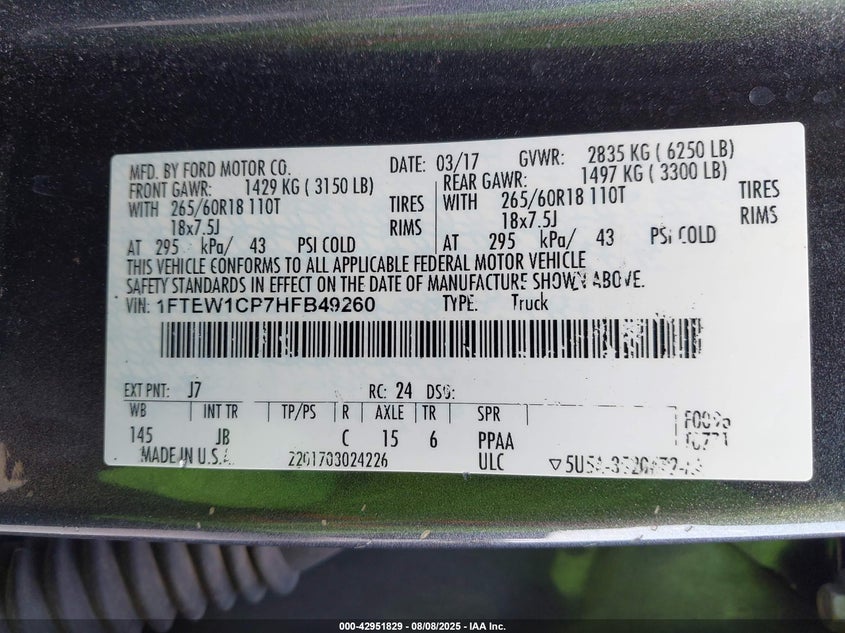 MFD. BY FORD MOTOR CO. DATE: 03/17 GVWR: 2835 KG ( 6250 LB)
FRONT GAWR: 1429 KG ( 3150 LB) REAR GAWR: 1497 KG ( 3300 LB)
WITH 265/60R18 110T TIRES WITH 265/60R18 110T TIRES
18x7.5J RIMS 18x7.5J RIMS
AT 295 kPa/ 43 PSI COLD AT 295 kPa/ 43 PSI COLD
THIS VEHICLE CONFORMS TO ALL APPLICABLE FEDERAL MOTOR VEHICLE
SAFETY STANDARDS IN EFFECT ON THE DATE OF MANUFACTURE SHOWN ABOVE.
VIN: 1FTEW1CP7HFB49260 TYPE: Truck
EXT PNT: J7 RC: 24 DSO:
WB INT TR TP/PS R AXLE TR SPR
145 JB C 15 6 PPAA
MADE IN U.S.A. 2201703024226 ULC
000-42951829 - 08/08/2025 - IAA Inc.